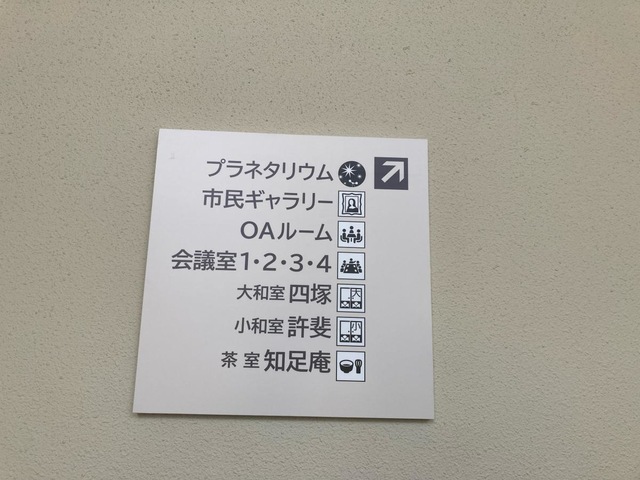 プラネタリウム
市民ギャラリー
OAルーム
会議室1・2・3・4
大和室 四塚 大
小和室 許斐 小
茶室 知足庵